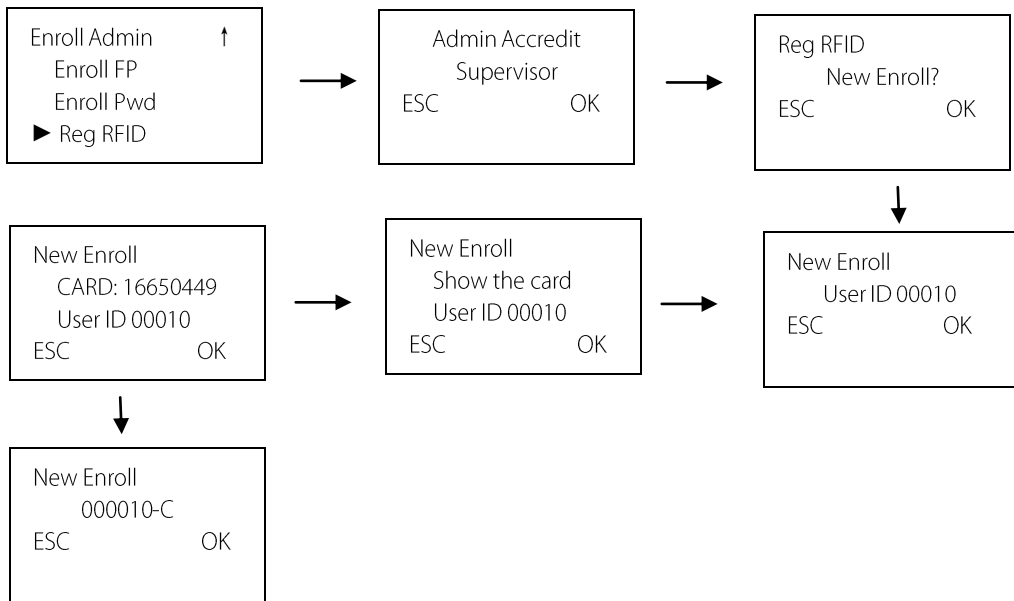 Enroll Admin ↑
Enroll FP
Enroll Pwd
► Reg RFID
Admin Accredit
Supervisor
ESC OK
Reg RFID
New Enroll?
ESC OK
New Enroll
CARD: 16650449
User ID 00010
ESC OK
New Enroll
Show the card
User ID 00010
ESC OK
New Enroll
User ID 00010
ESC OK
New Enroll
000010-C
ESC OK